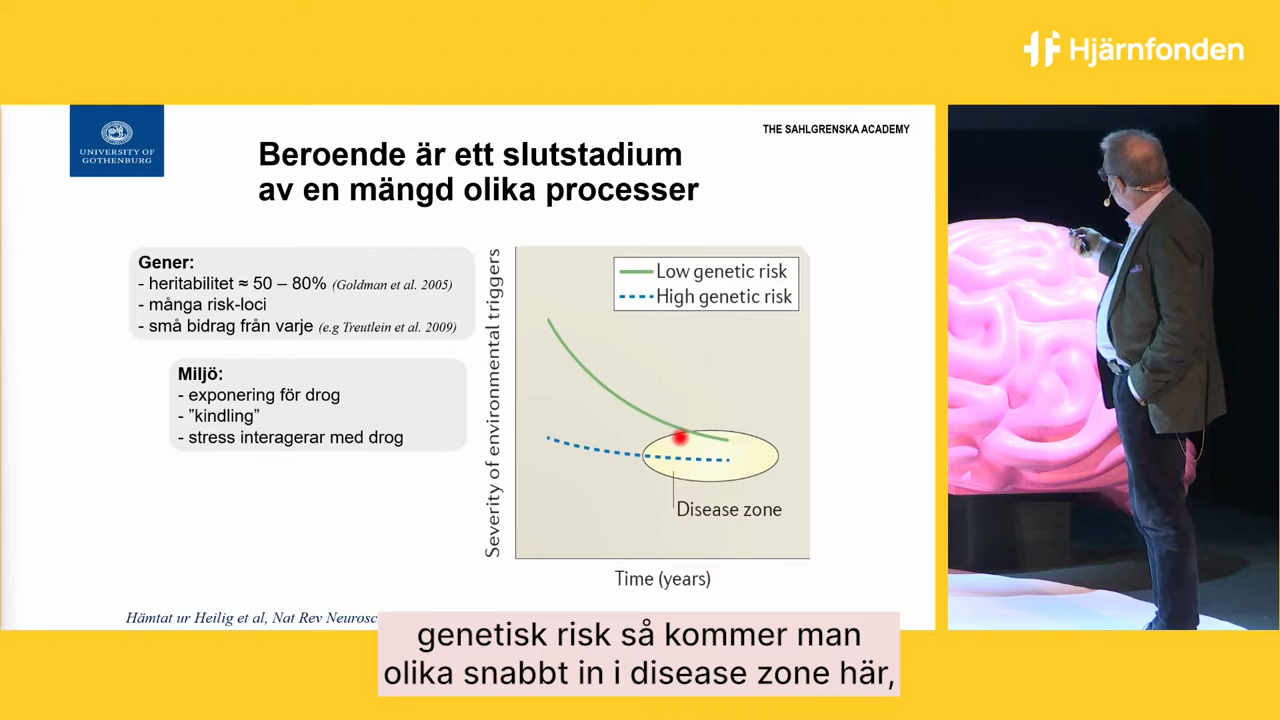 Hjärnfonden
UNIVERSITY OF
GOTHENBURG
THE SAHLGRENSKA ACADEMY
Beroende är ett slutstadium
av en mängd olika processer
Gener:
- heritabilitet ≈ 50 – 80% (Goldman et al. 2005)
- många risk-loci
- små bidrag från varje (e.g Treutlein et al. 2009)
Miljö:
- exponering för drog
- ”kindling”
- stress interagerar med drog
Severity of environmental triggers
Low genetic risk
High genetic risk
Disease zone
Time (years)
Hämtat ur Heilig et al, Nat Rev Neurosc
genetisk risk så kommer man
olika snabbt in i disease zone här,